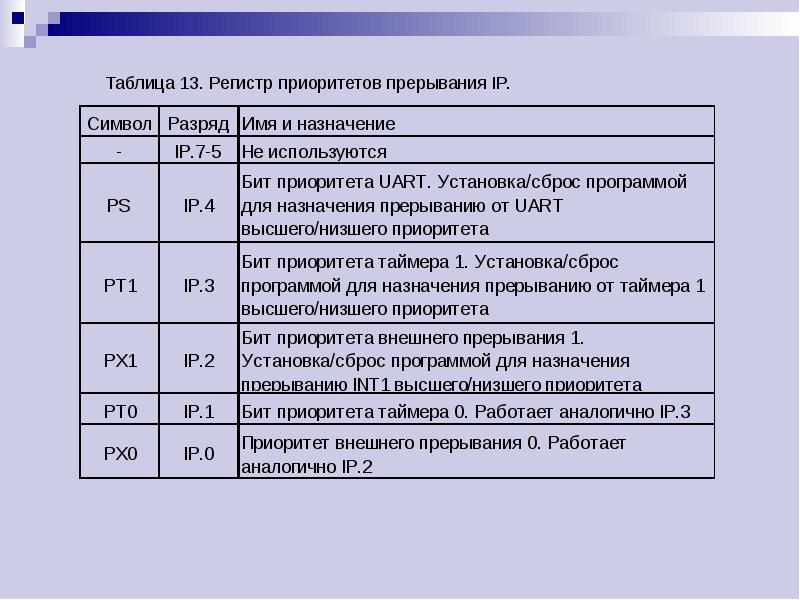 Таблица 13. Регистр приоритетов прерывания IP.
Символ Разряд Имя и назначение
- IP.7-5 Не используются
PS IP.4 Бит приоритета UART. Установка/сброс программой
для назначения прерыванию от UART
высшего/низшего приоритета
PT1 IP.3 Бит приоритета таймера 1. Установка/сброс
программой для назначения прерыванию от таймера 1
высшего/низшего приоритета
PX1 IP.2 Бит приоритета внешнего прерывания 1.
Установка/сброс программой для назначения
прерыванию INT1 высшего/низшего приоритета
PT0 IP.1 Бит приоритета таймера 0. Работает аналогично IP.3
PX0 IP.0 Приоритет внешнего прерывания 0. Работает
аналогично IP.2